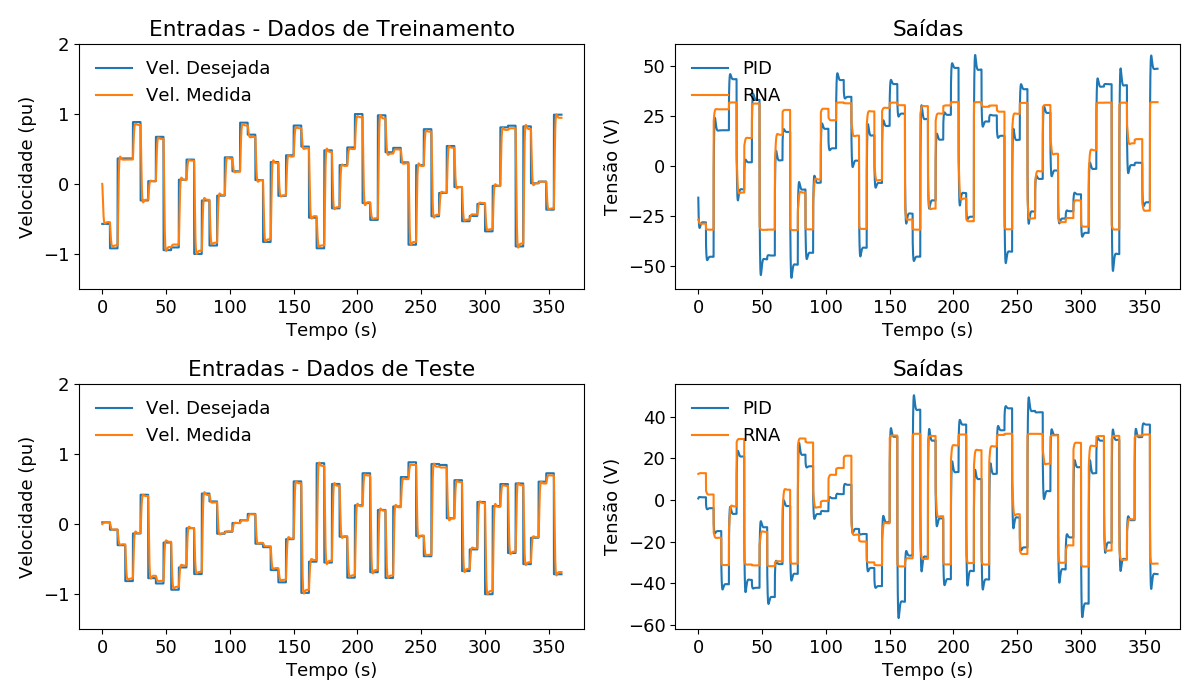 Entradas - Dados de Treinamento
Velocidade (pu)
2
1
0
−1
Vel. Desejada
Vel. Medida
0 50 100 150 200 250 300 350
Tempo (s)
Saídas
Tensão (V)
50
25
0
−25
−50
PID
RNA
0 50 100 150 200 250 300 350
Tempo (s)
Entradas - Dados de Teste
Velocidade (pu)
2
1
0
−1
Vel. Desejada
Vel. Medida
0 50 100 150 200 250 300 350
Tempo (s)
Saídas
Tensão (V)
40
20
0
−20
−40
−60
PID
RNA
0 50 100 150 200 250 300 350
Tempo (s)